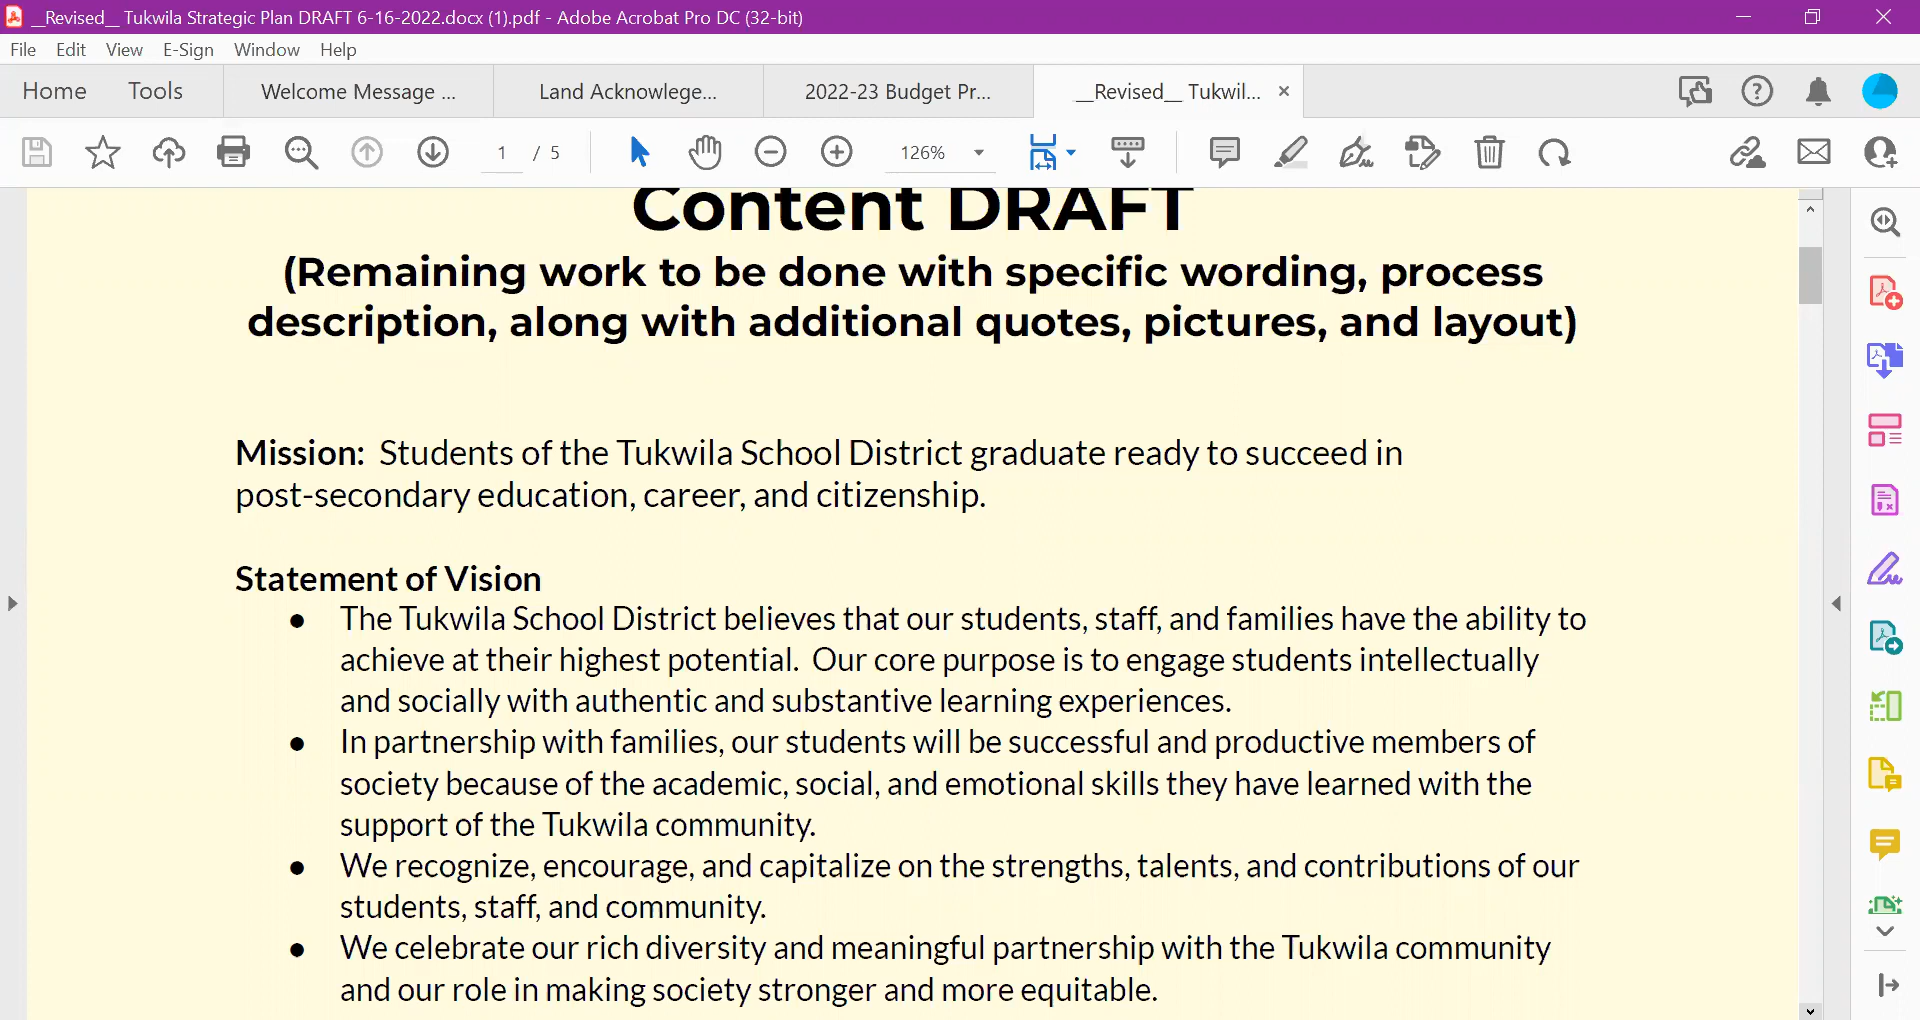 __Revised__ Tukwila Strategic Plan DRAFT 6-16-2022.docx (1).pdf - Adobe Acrobat Pro DC (32-bit)
File Edit View E-Sign Window Help
Home Tools Welcome Message ... Land Acknowlege... 2022-23 Budget Pr... __Revised__ Tukwil... ×
1 / 5 126%
Content DRAFT
(Remaining work to be done with specific wording, process
description, along with additional quotes, pictures, and layout)
Mission: Students of the Tukwila School District graduate ready to succeed in
post-secondary education, career, and citizenship.
Statement of Vision
● The Tukwila School District believes that our students, staff, and families have the ability to
achieve at their highest potential. Our core purpose is to engage students intellectually
and socially with authentic and substantive learning experiences.
● In partnership with families, our students will be successful and productive members of
society because of the academic, social, and emotional skills they have learned with the
support of the Tukwila community.
● We recognize, encourage, and capitalize on the strengths, talents, and contributions of our
students, staff, and community.
● We celebrate our rich diversity and meaningful partnership with the Tukwila community
and our role in making society stronger and more equitable.